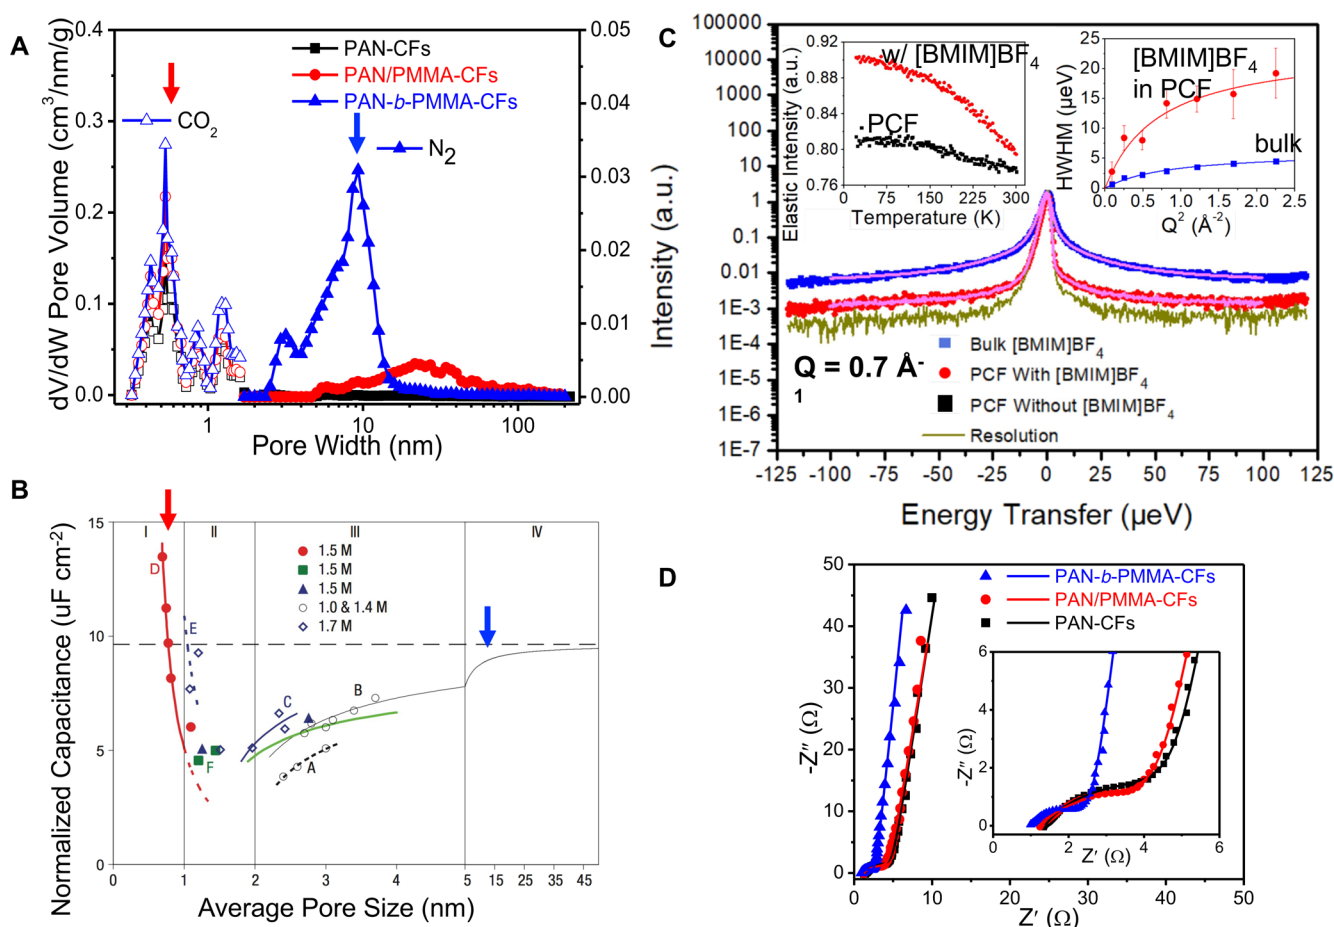 A
dV/dW Pore Volume (cm3/nm/g)
0.4
0.3
0.2
0.1
0.0
PAN-CFs
PAN/PMMA-CFs
PAN-b-PMMA-CFs
CO2
N2
0.05
0.04
0.03
0.02
0.01
0.00
1
10
100
Pore Width (nm)
B
Normalized Capacitance (uF cm-2)
15
10
5
0
I
II
III
IV
1.5 M
1.5 M
1.5 M
1.0 & 1.4 M
1.7 M
D
E
F
C
B
A
0
1
2
3
4
5
15
25
35
45
Average Pore Size (nm)
C
Intensity (a.u.)
100000
10000
1000
100
10
1
0.1
0.01
1E-3
1E-4
1E-5
1E-6
1E-7
Elastic Intensity (a.u.)
0.92
0.88
0.84
0.80
0.76
w/ [BMIM]BF4
PCF
0
75
150
225
300
Temperature (K)
HWHM (µeV)
25
20
15
10
5
0
[BMIM]BF4
in PCF
bulk
0.0
0.5
1.0
1.5
2.0
2.5
Q2 (Å-2)
Q = 0.7 Å-
1
Bulk [BMIM]BF4
PCF With [BMIM]BF4
PCF Without [BMIM]BF4
Resolution
-125
-100
-75
-50
-25
0
25
50
75
100
125
Energy Transfer (µeV)
D
-Z″ (Ω)
50
40
30
20
10
0
PAN-b-PMMA-CFs
PAN/PMMA-CFs
PAN-CFs
-Z″ (Ω)
6
4
2
0
0
2
4
6
Z′ (Ω)
0
10
20
30
40
50
Z′ (Ω)